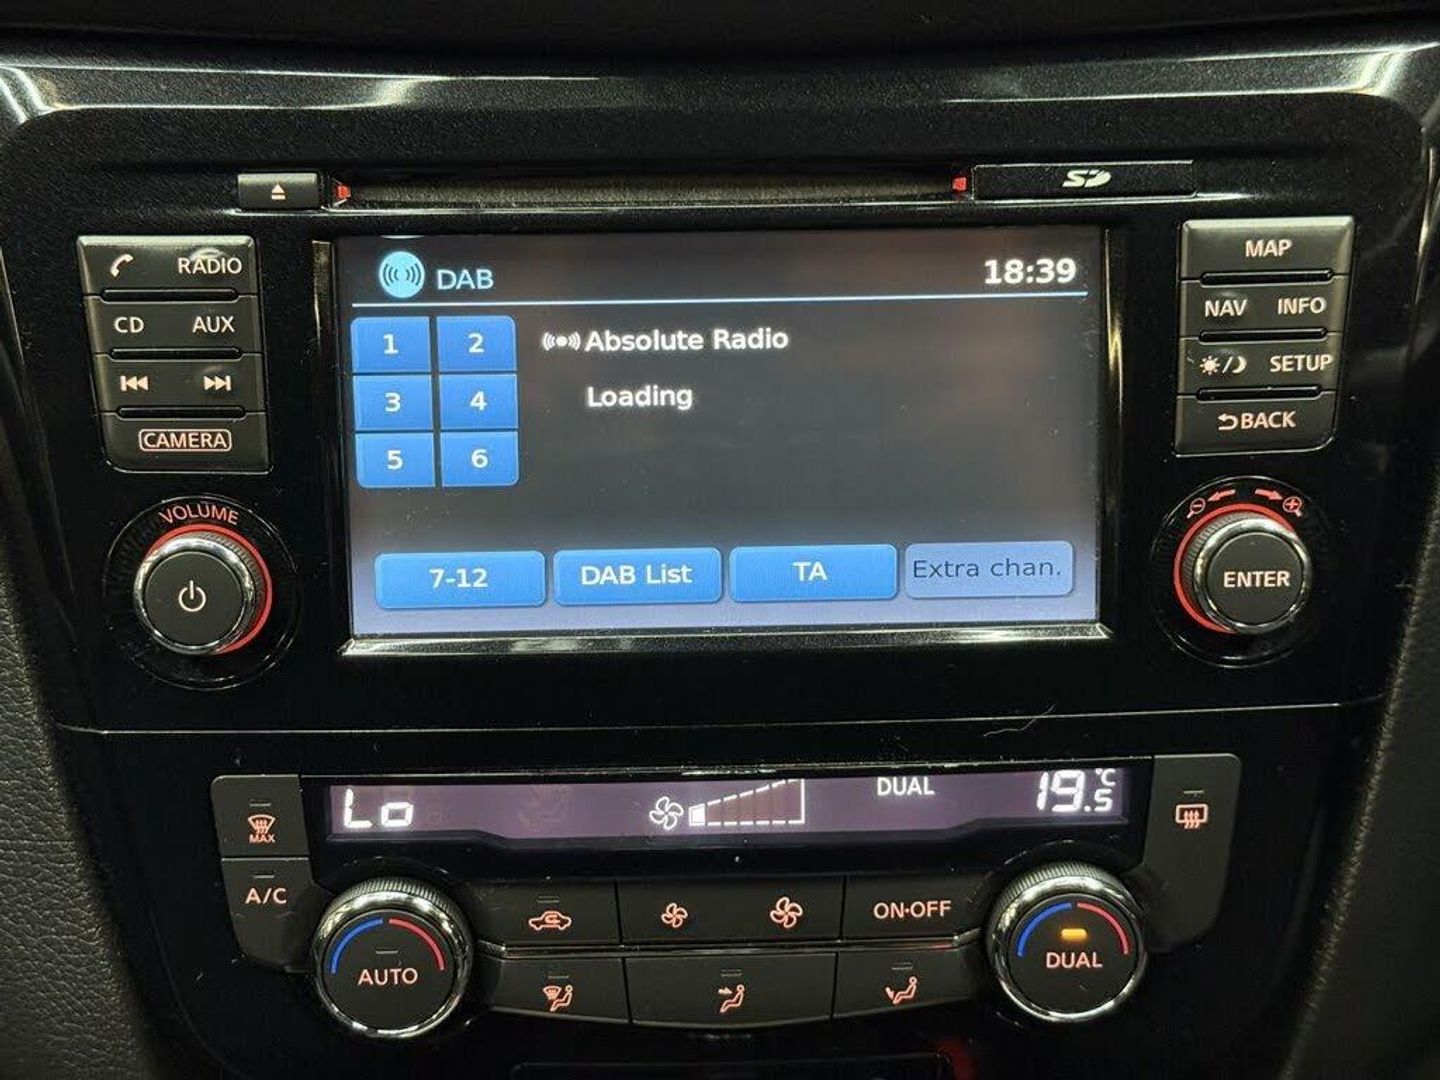 SD
RADIO
CD AUX
CAMERA
VOLUME
DAB 18:39
1 2 Absolute Radio
3 4 Loading
5 6
7-12 DAB List TA Extra chan.
MAP
NAV INFO
SETUP
BACK
ENTER
Lo DUAL 19.5°C
MAX
A/C
AUTO
ON·OFF
DUAL